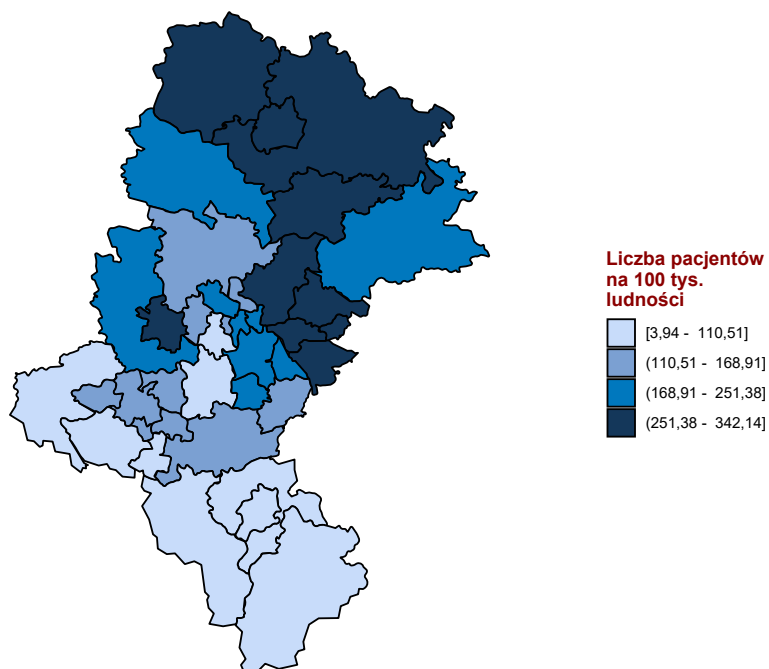 Liczba pacjentów
na 100 tys.
ludności
[3,94 - 110,51]
(110,51 - 168,91]
(168,91 - 251,38]
(251,38 - 342,14]